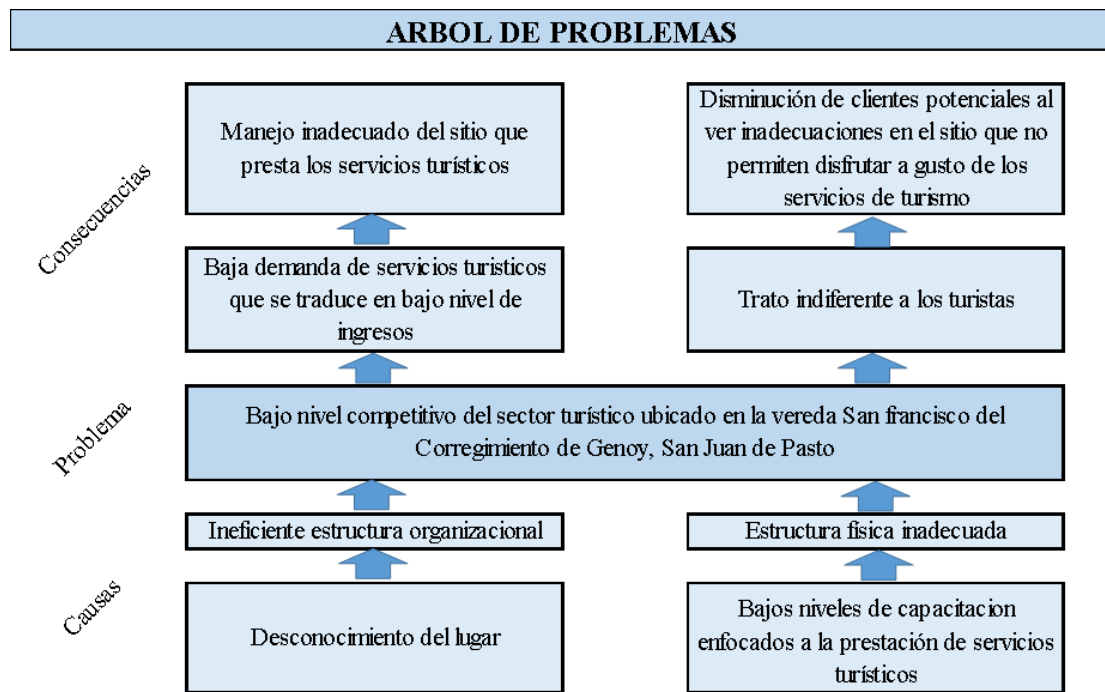 ARBOL DE PROBLEMAS
Consecuencias
Manejo inadecuado del sitio que
presta los servicios turísticos
Disminución de clientes potenciales al
ver inadecuaciones en el sitio que no
permiten disfrutar a gusto de los
servicios de turismo
Baja demanda de servicios turisticos
que se traduce en bajo nivel de
ingresos
Trato indiferente a los turistas
Problema
Bajo nivel competitivo del sector turístico ubicado en la vereda San francisco del
Corregimiento de Genoy, San Juan de Pasto
Causas
Ineficiente estructura organizacional
Estructura física inadecuada
Desconocimiento del lugar
Bajos niveles de capacitacion
enfocados a la prestación de servicios
turísticos